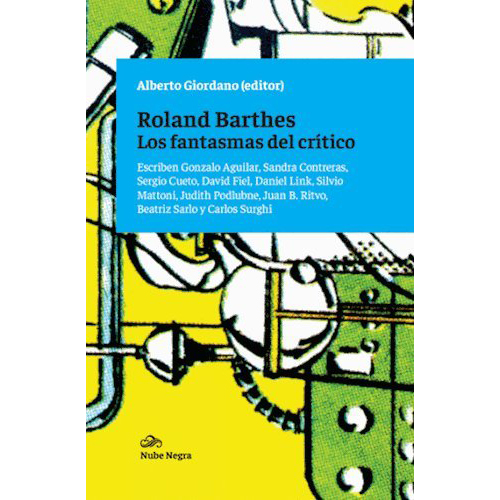 Alberto Giordano (editor)
Roland Barthes
Los fantasmas del crítico
Escriben Gonzalo Aguilar, Sandra Contreras,
Sergio Cueto, David Fiel, Daniel Link, Silvio
Mattoni, Judith Podlubne, Juan B. Ritvo,
Beatriz Sarlo y Carlos Surghi
Nube Negra